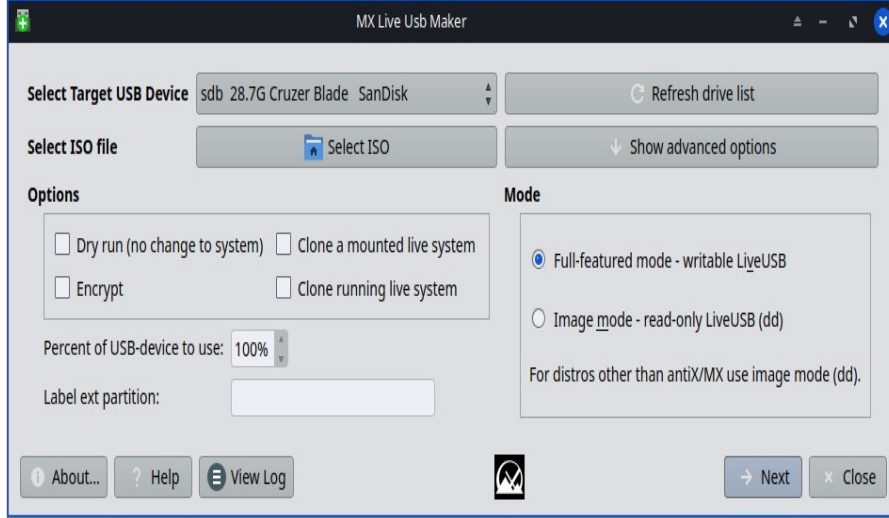 MX Live Usb Maker
Select Target USB Device sdb 28.7G Cruzer Blade SanDisk Refresh drive list
Select ISO file Select ISO Show advanced options
Options Mode
Dry run (no change to system) Clone a mounted live system
Encrypt Clone running live system
Full-featured mode - writable LiveUSB
Image mode - read-only LiveUSB (dd)
For distros other than antiX/MX use image mode (dd).
Percent of USB-device to use: 100%
Label ext partition:
About... Help View Log Next Close